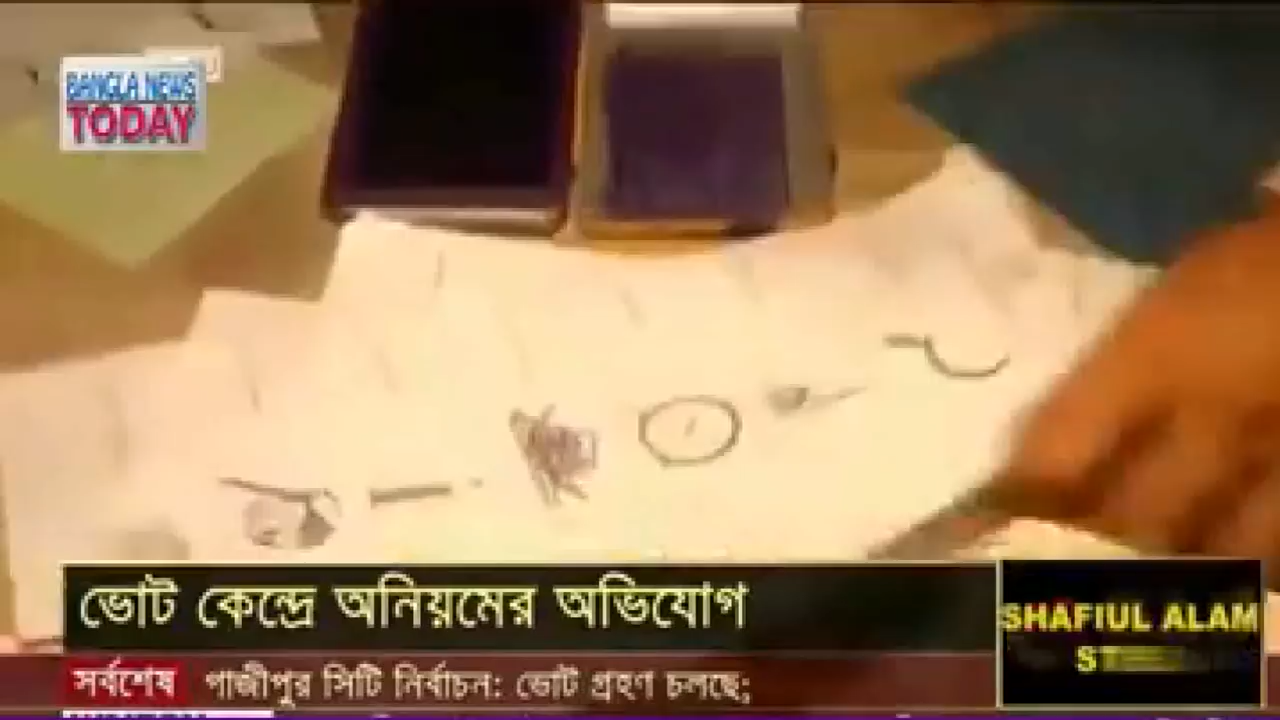 BANGLA NEWS
TODAY
ভোট কেন্দ্রে অনিয়মের অভিযোগ
SHAFIUL ALAM
সর্বশেষ গাজীপুর সিটি নির্বাচন: ভোট গ্রহণ চলছে;